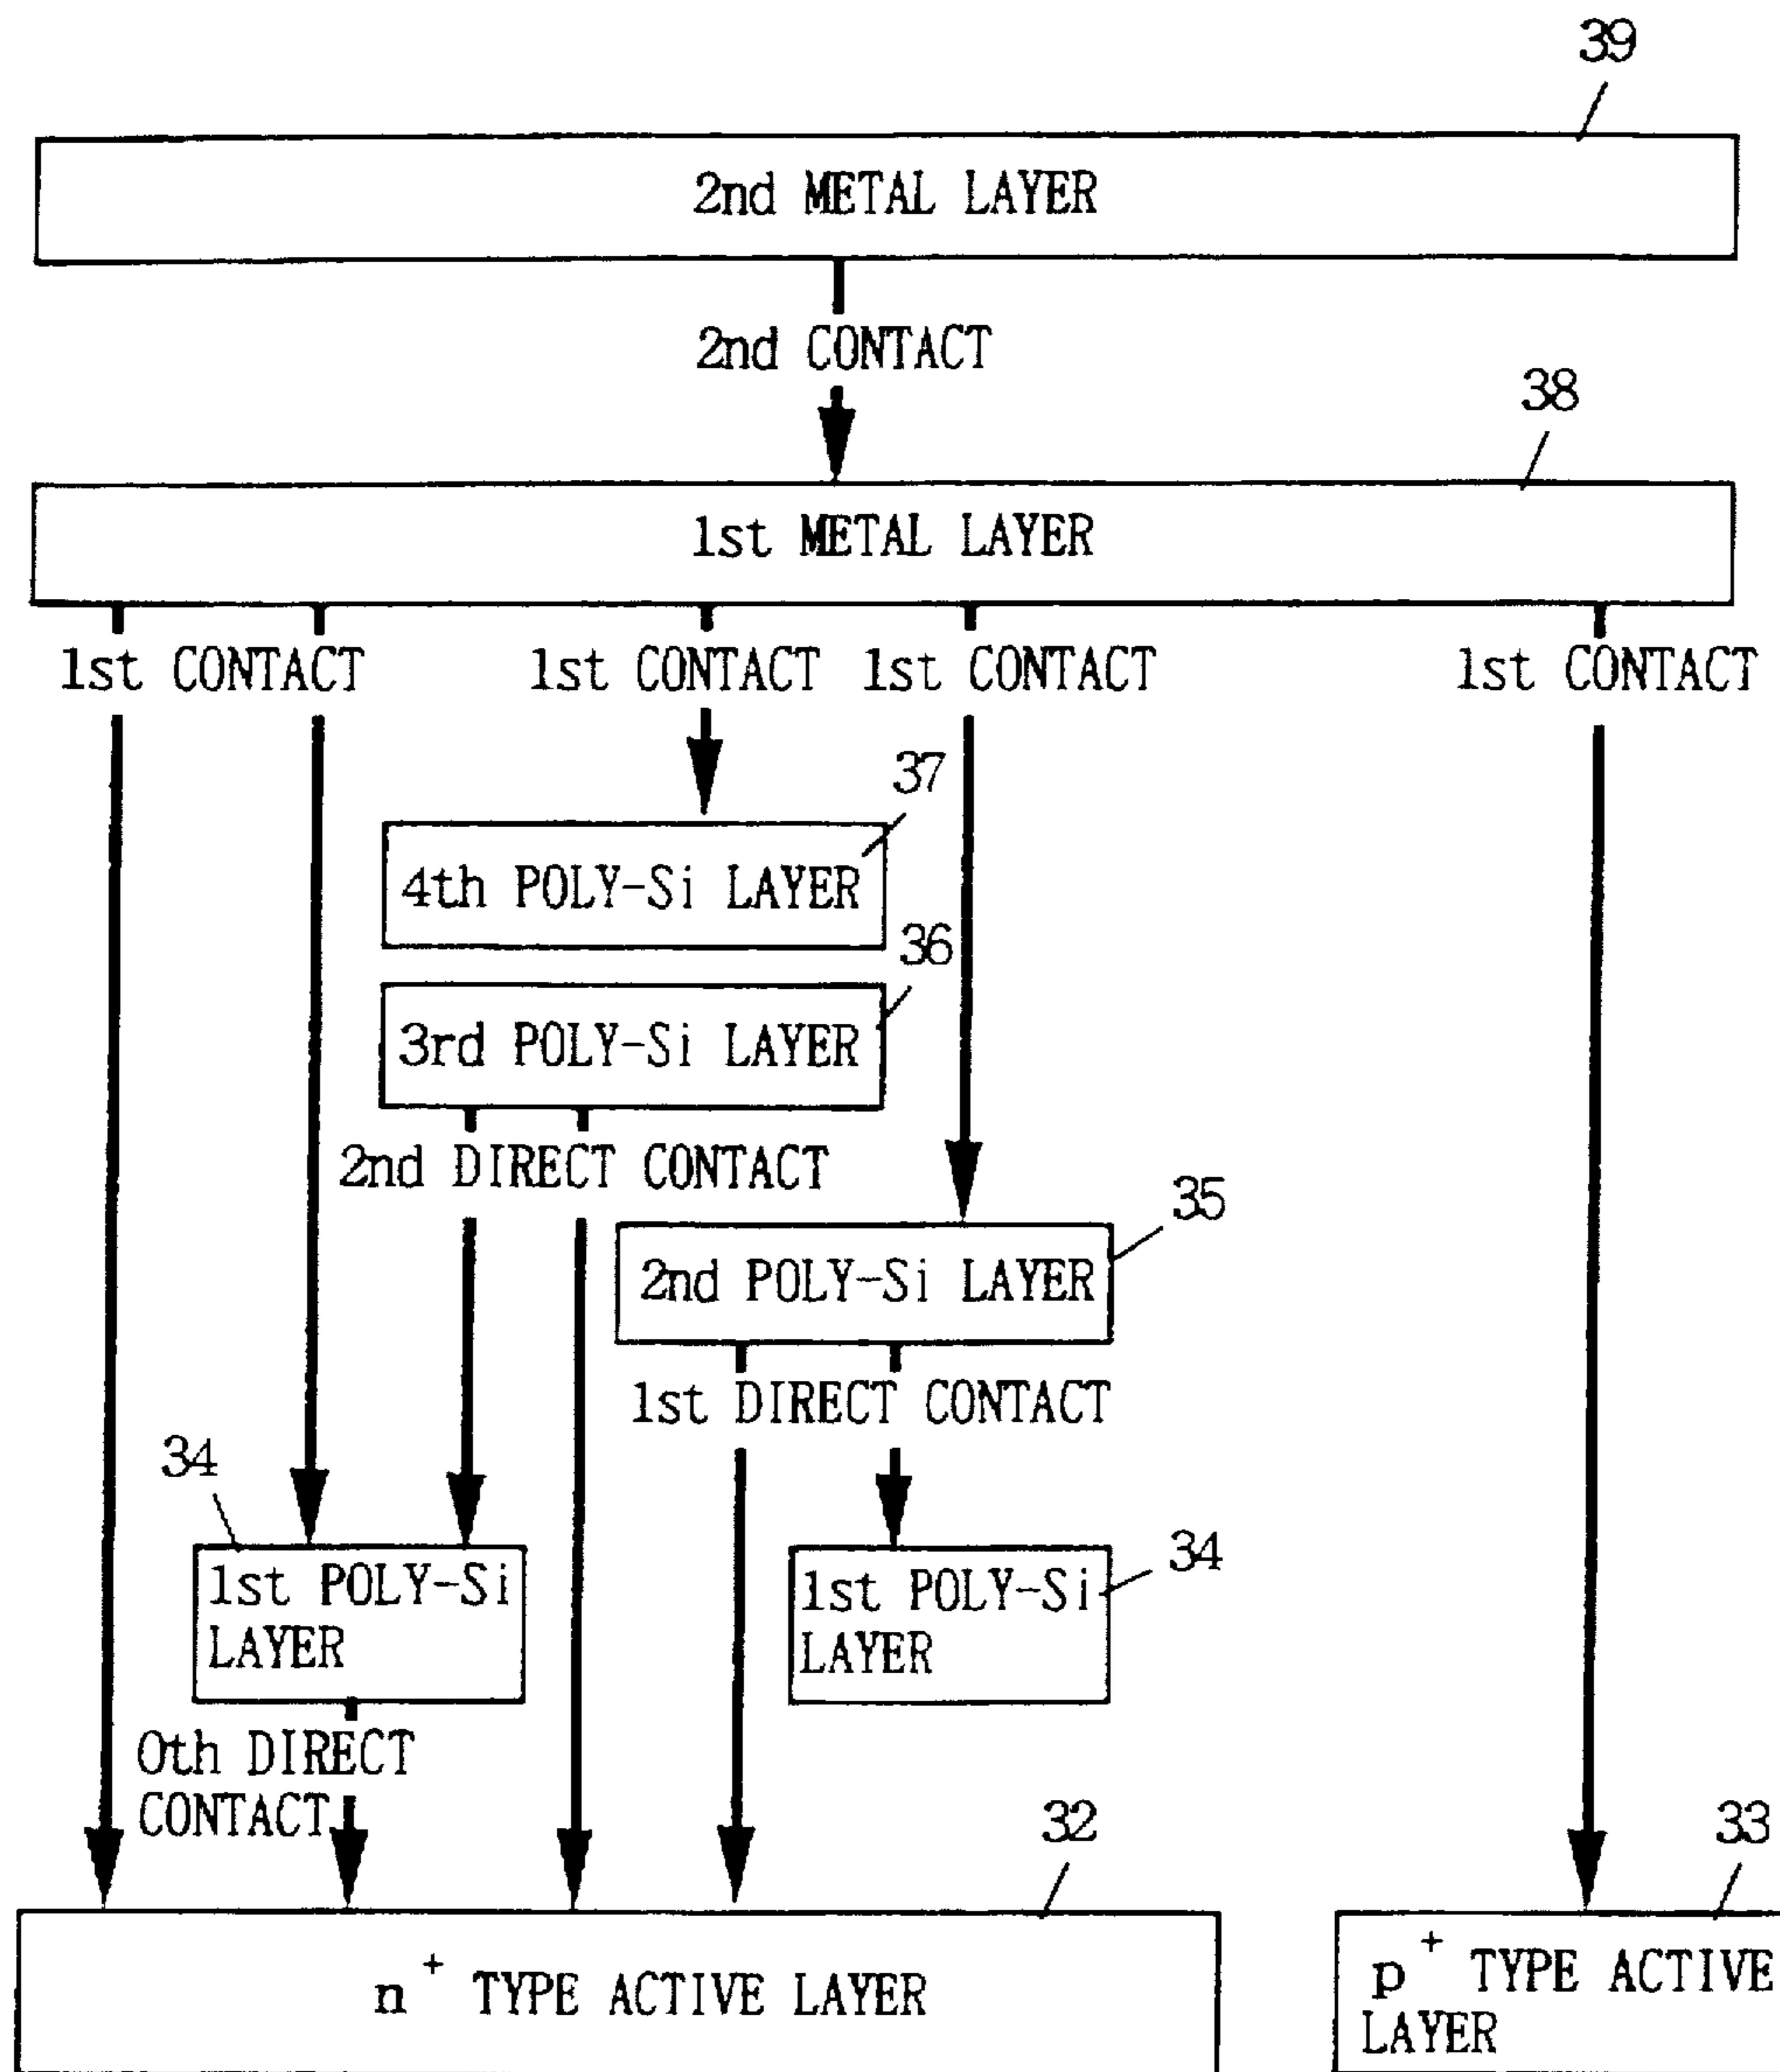 39
2nd METAL LAYER
2nd CONTACT
38
1st METAL LAYER
1st CONTACT
1st CONTACT
1st CONTACT
1st CONTACT
37
4th POLY-Si LAYER
36
3rd POLY-Si LAYER
2nd DIRECT CONTACT
35
2nd POLY-Si LAYER
1st DIRECT CONTACT
34
1st POLY-Si
LAYER
34
1st POLY-Si
LAYER
0th DIRECT
CONTACT
32
33
n+ TYPE ACTIVE LAYER
p+ TYPE ACTIVE
LAYER